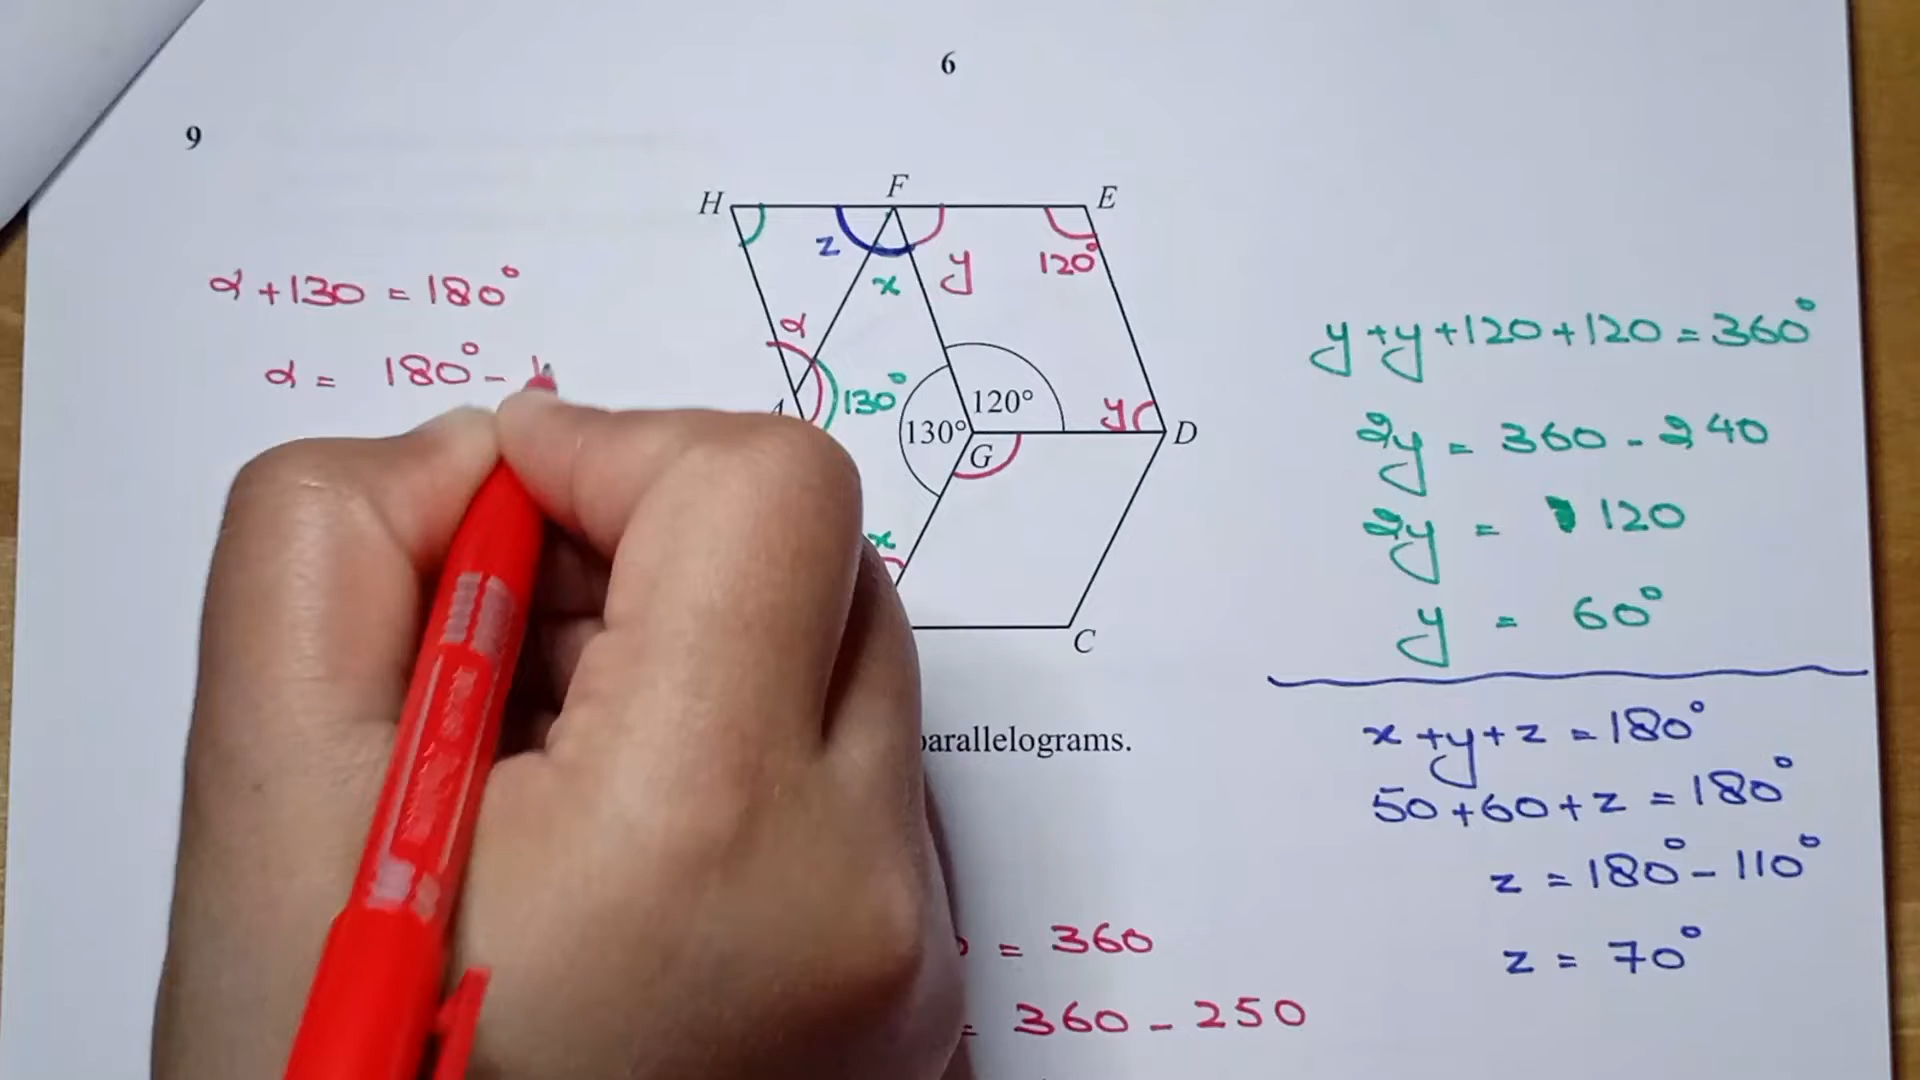 6
9
H F E
z
x
y
120°
α + 130 = 180°
α
α = 180° -
130°
120°
y
D
130°
G
x
C
parallelograms.
= 360
= 360 - 250
y + y + 120 + 120 = 360°
2y = 360 - 240
2y = 120
y = 60°
x + y + z = 180°
50 + 60 + z = 180°
z = 180° - 110°
z = 70°